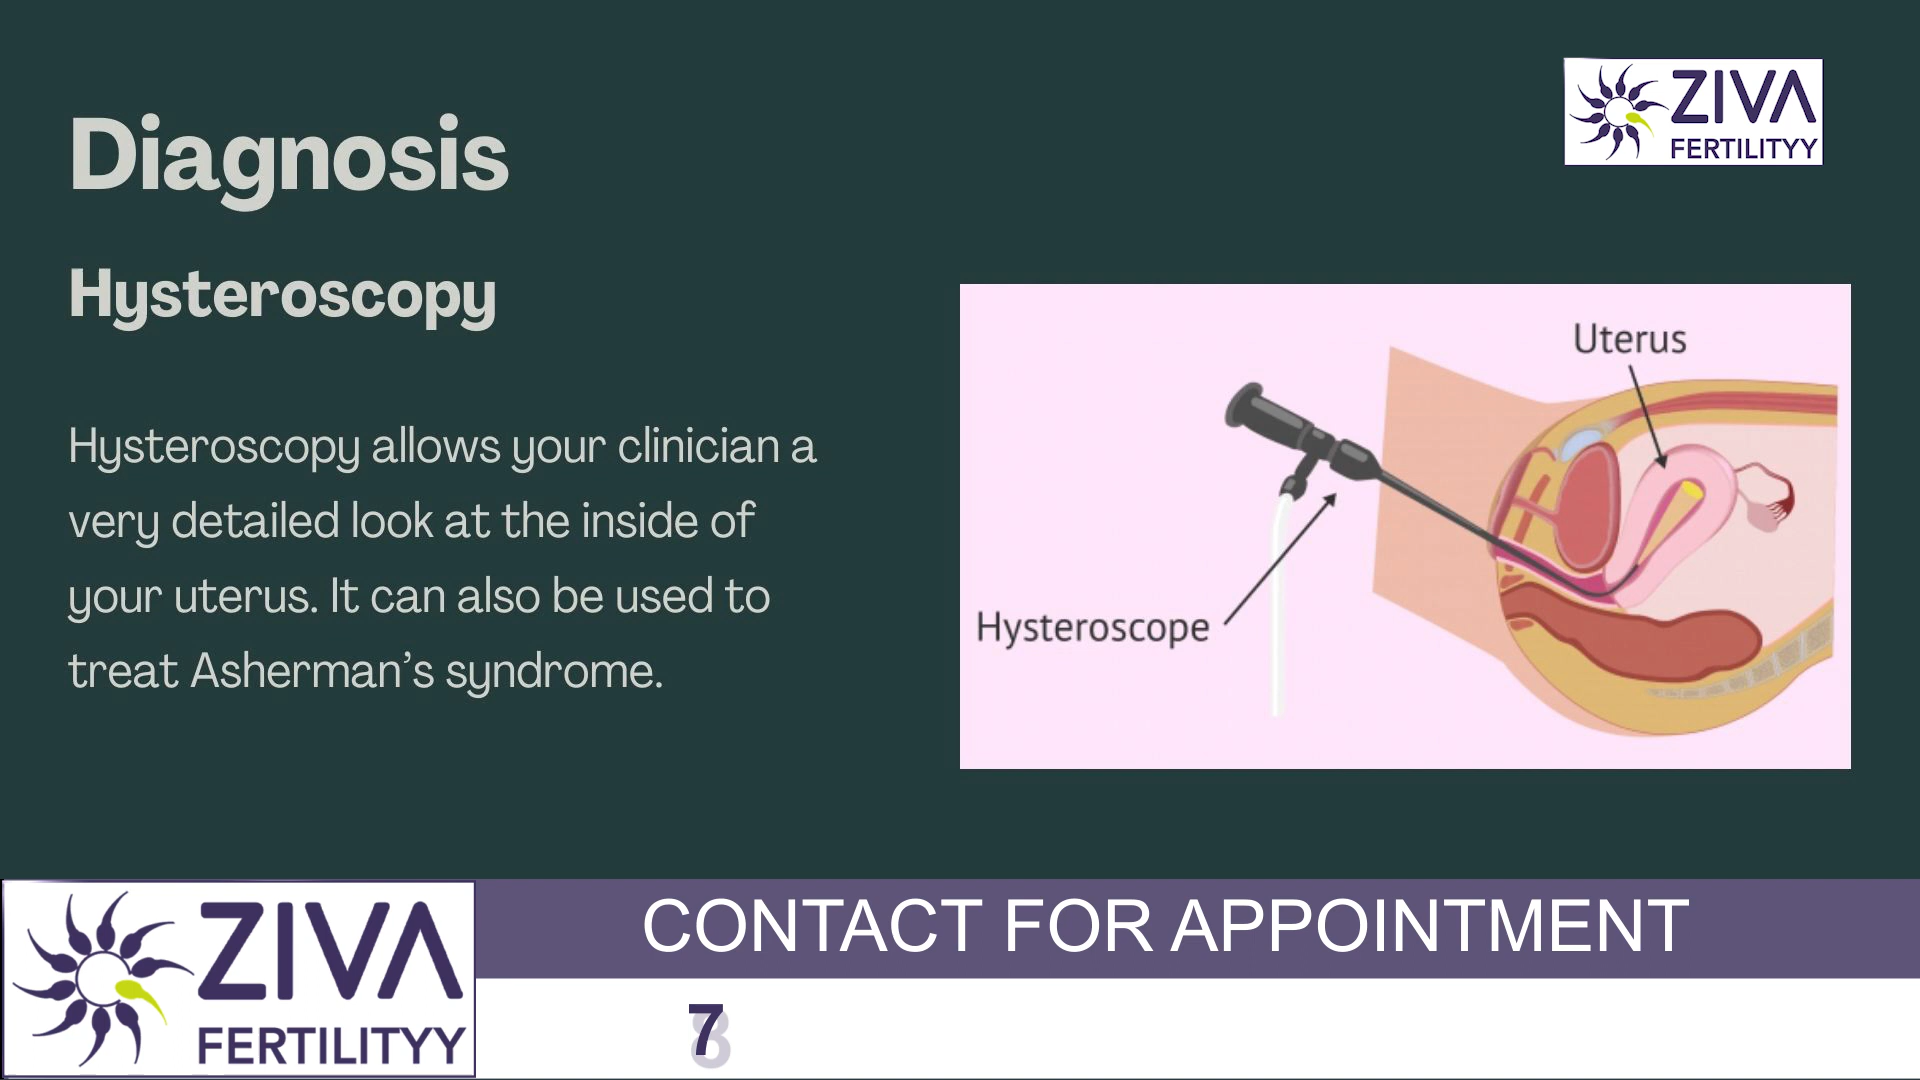 Diagnosis
ZIVA
FERTILITYY
Hysteroscopy
Hysteroscopy allows your clinician a
very detailed look at the inside of
your uterus. It can also be used to
treat Asherman’s syndrome.
Uterus
Hysteroscope
ZIVA
FERTILITYY
CONTACT FOR APPOINTMENT
7